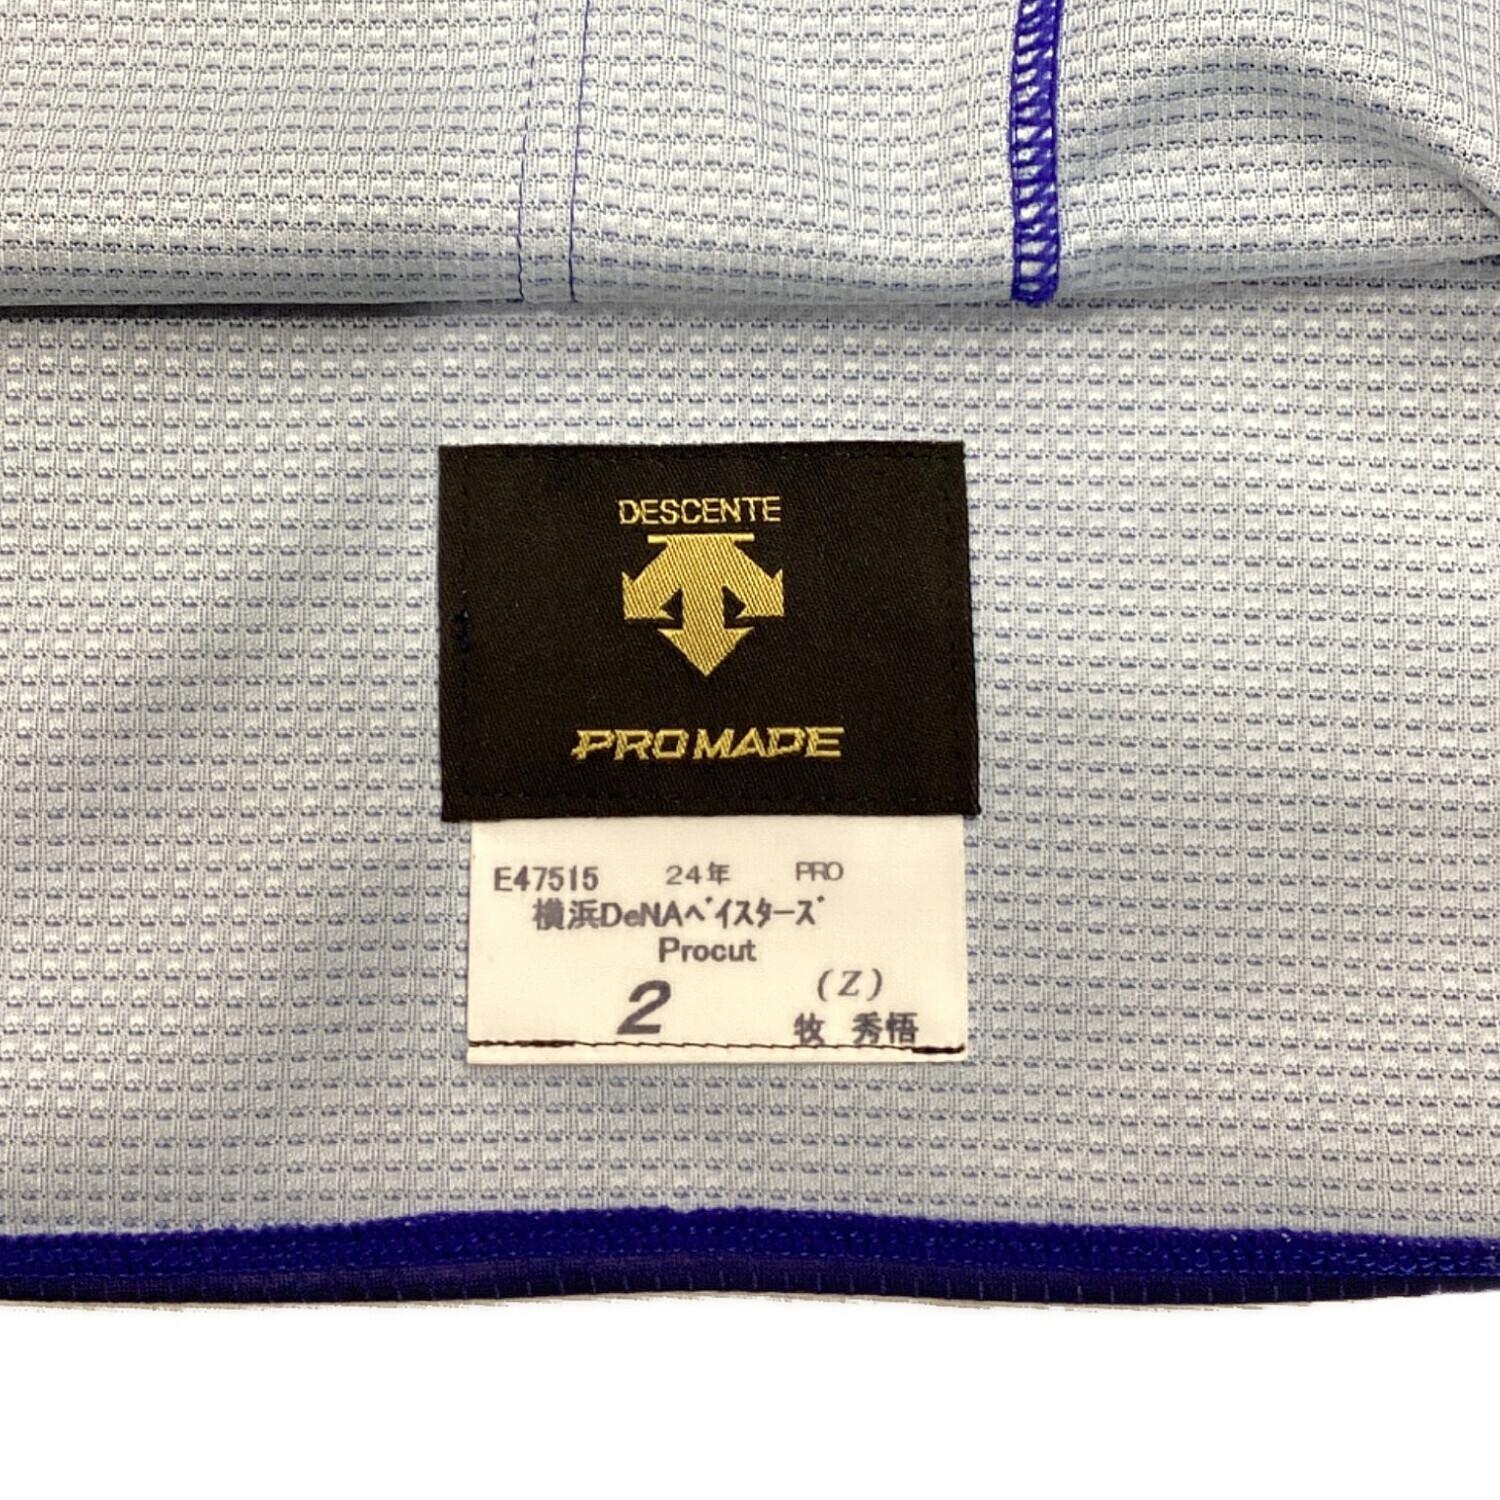 DESCENTE
PROMADE
E47515 24年 PRO
横浜DeNAベイスターズ
Procut
2 (Z)
牧 秀悟